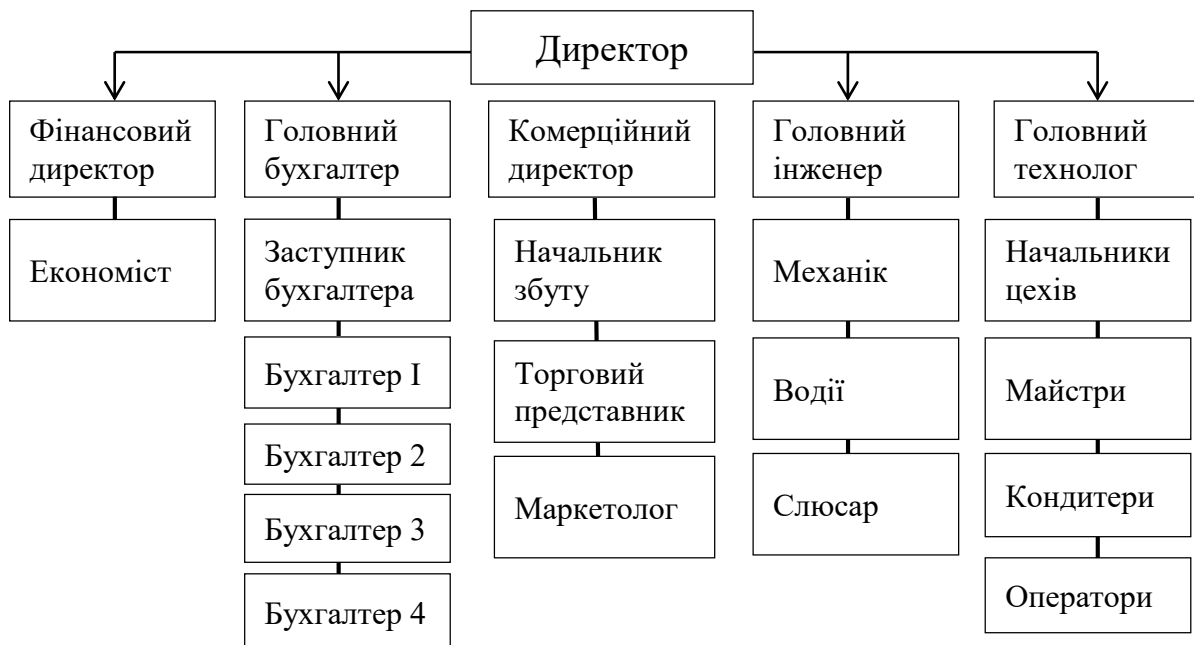 Директор
Фінансовий
директор
Економіст
Головний
бухгалтер
Заступник
бухгалтера
Бухгалтер І
Бухгалтер 2
Бухгалтер 3
Бухгалтер 4
Комерційний
директор
Начальник
збуту
Торговий
представник
Маркетолог
Головний
інженер
Механік
Водії
Слюсар
Головний
технолог
Начальники
цехів
Майстри
Кондитери
Оператори